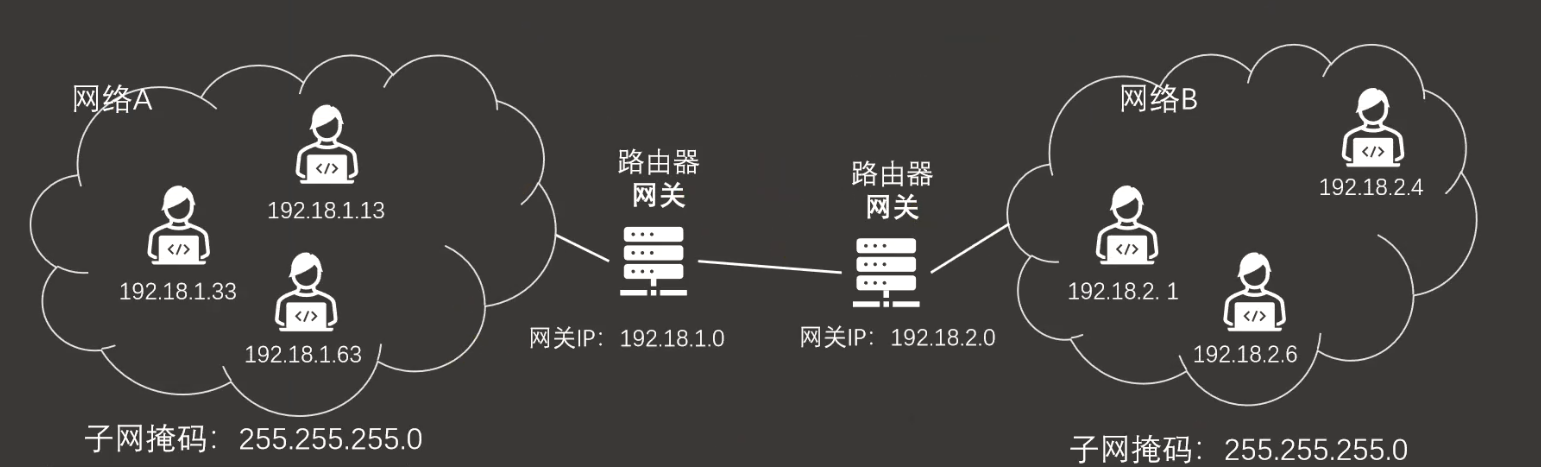 网络A
192.18.1.13
192.18.1.33
192.18.1.63
子网掩码：255.255.255.0
路由器
网关
网关IP：192.18.1.0
路由器
网关
网关IP：192.18.2.0
网络B
192.18.2.4
192.18.2. 1
192.18.2.6
子网掩码：255.255.255.0